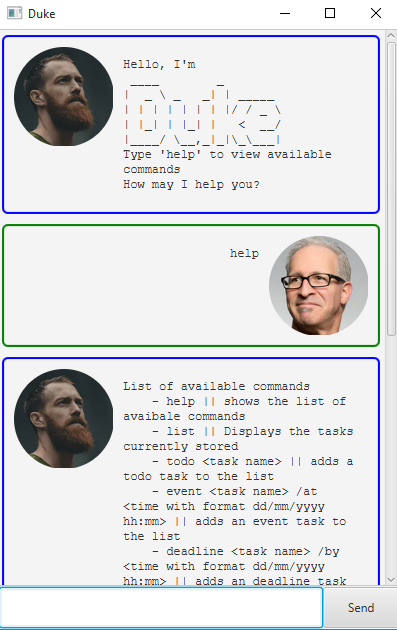 Duke
Hello, I'm
 ____        _
|  _ \ _   _| | _____
| | | | | | | |/ / _ \
| |_| | |_| |   <  __/
|____/ \__,_|_|\_\___|
Type 'help' to view available
commands
How may I help you?
help
List of available commands
    - help || shows the list of
avaibale commands
    - list || Displays the tasks
currently stored
    - todo <task name> || adds a
todo task to the list
    - event <task name> /at
<time with format dd/mm/yyyy
hh:mm> || adds an event task to
the list
    - deadline <task name> /by
<time with format dd/mm/yyyy
hh:mm> || adds an deadline task
Send